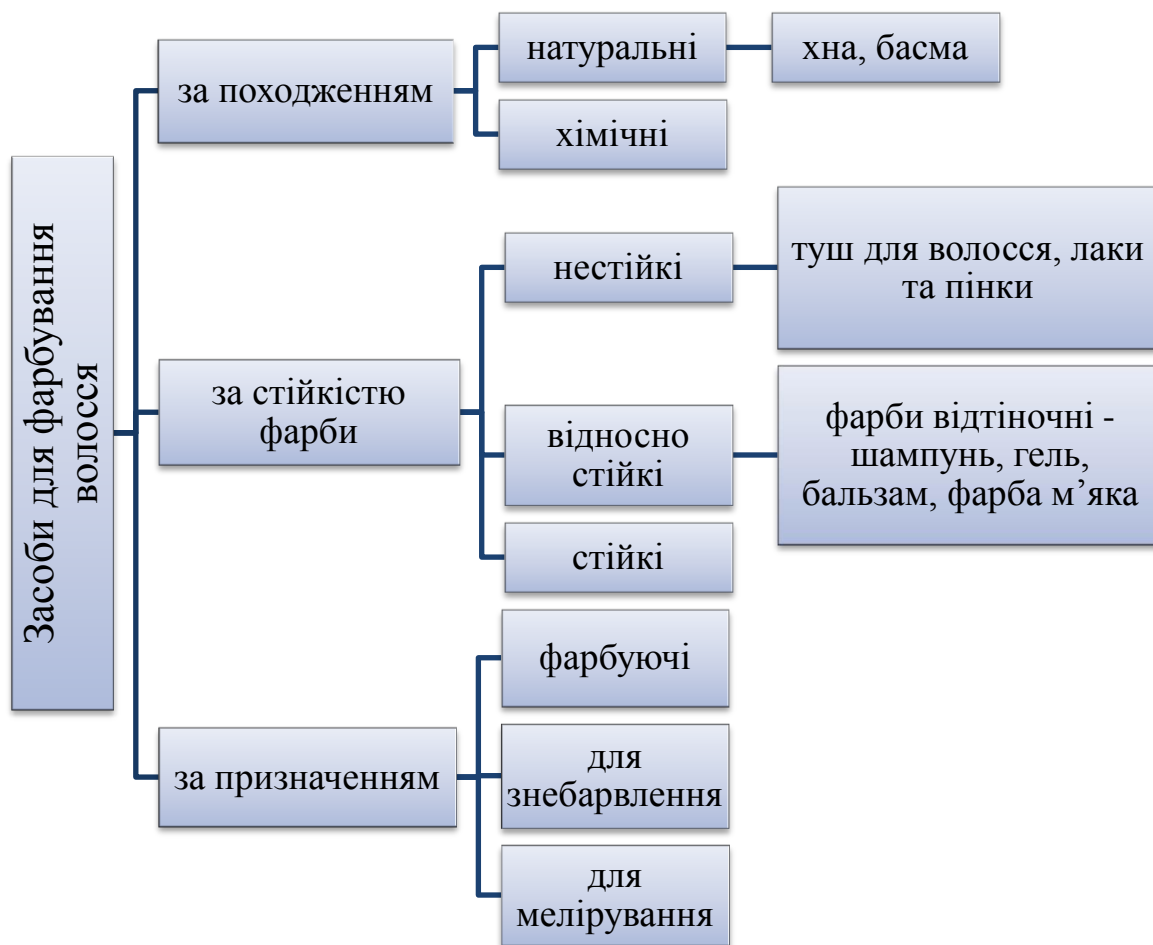 Засоби для фарбування
волосся
за походженням
натуральні
хна, басма
хімічні
за стійкістю
фарби
нестійкі
туш для волосся, лаки
та пінки
відносно
стійкі
фарби відтіночні -
шампунь, гель,
бальзам, фарба м’яка
стійкі
за призначенням
фарбуючі
для
знебарвлення
для
мелірування